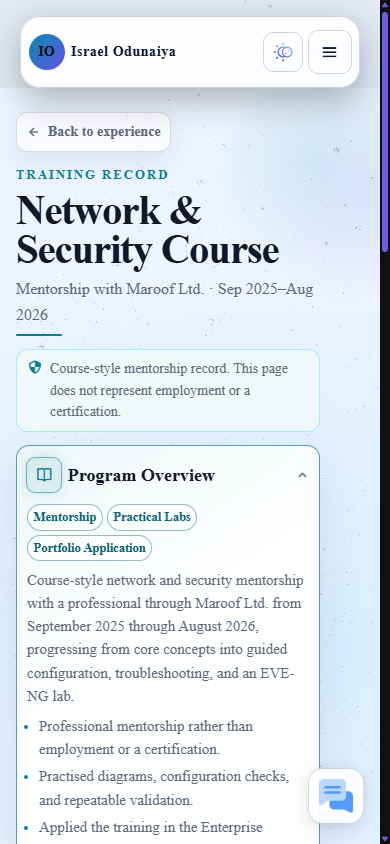 IO
Israel Odunaiya
Back to experience
TRAINING RECORD
Network &
Security Course
Mentorship with Maroof Ltd. · Sep 2025–Aug
2026
Course-style mentorship record. This page
does not represent employment or a
certification.
Program Overview
Mentorship
Practical Labs
Portfolio Application
Course-style network and security mentorship
with a professional through Maroof Ltd. from
September 2025 through August 2026,
progressing from core concepts into guided
configuration, troubleshooting, and an EVE-
NG lab.
• Professional mentorship rather than
employment or a certification.
• Practised diagrams, configuration checks,
and repeatable validation.
• Applied the training in the Enterprise